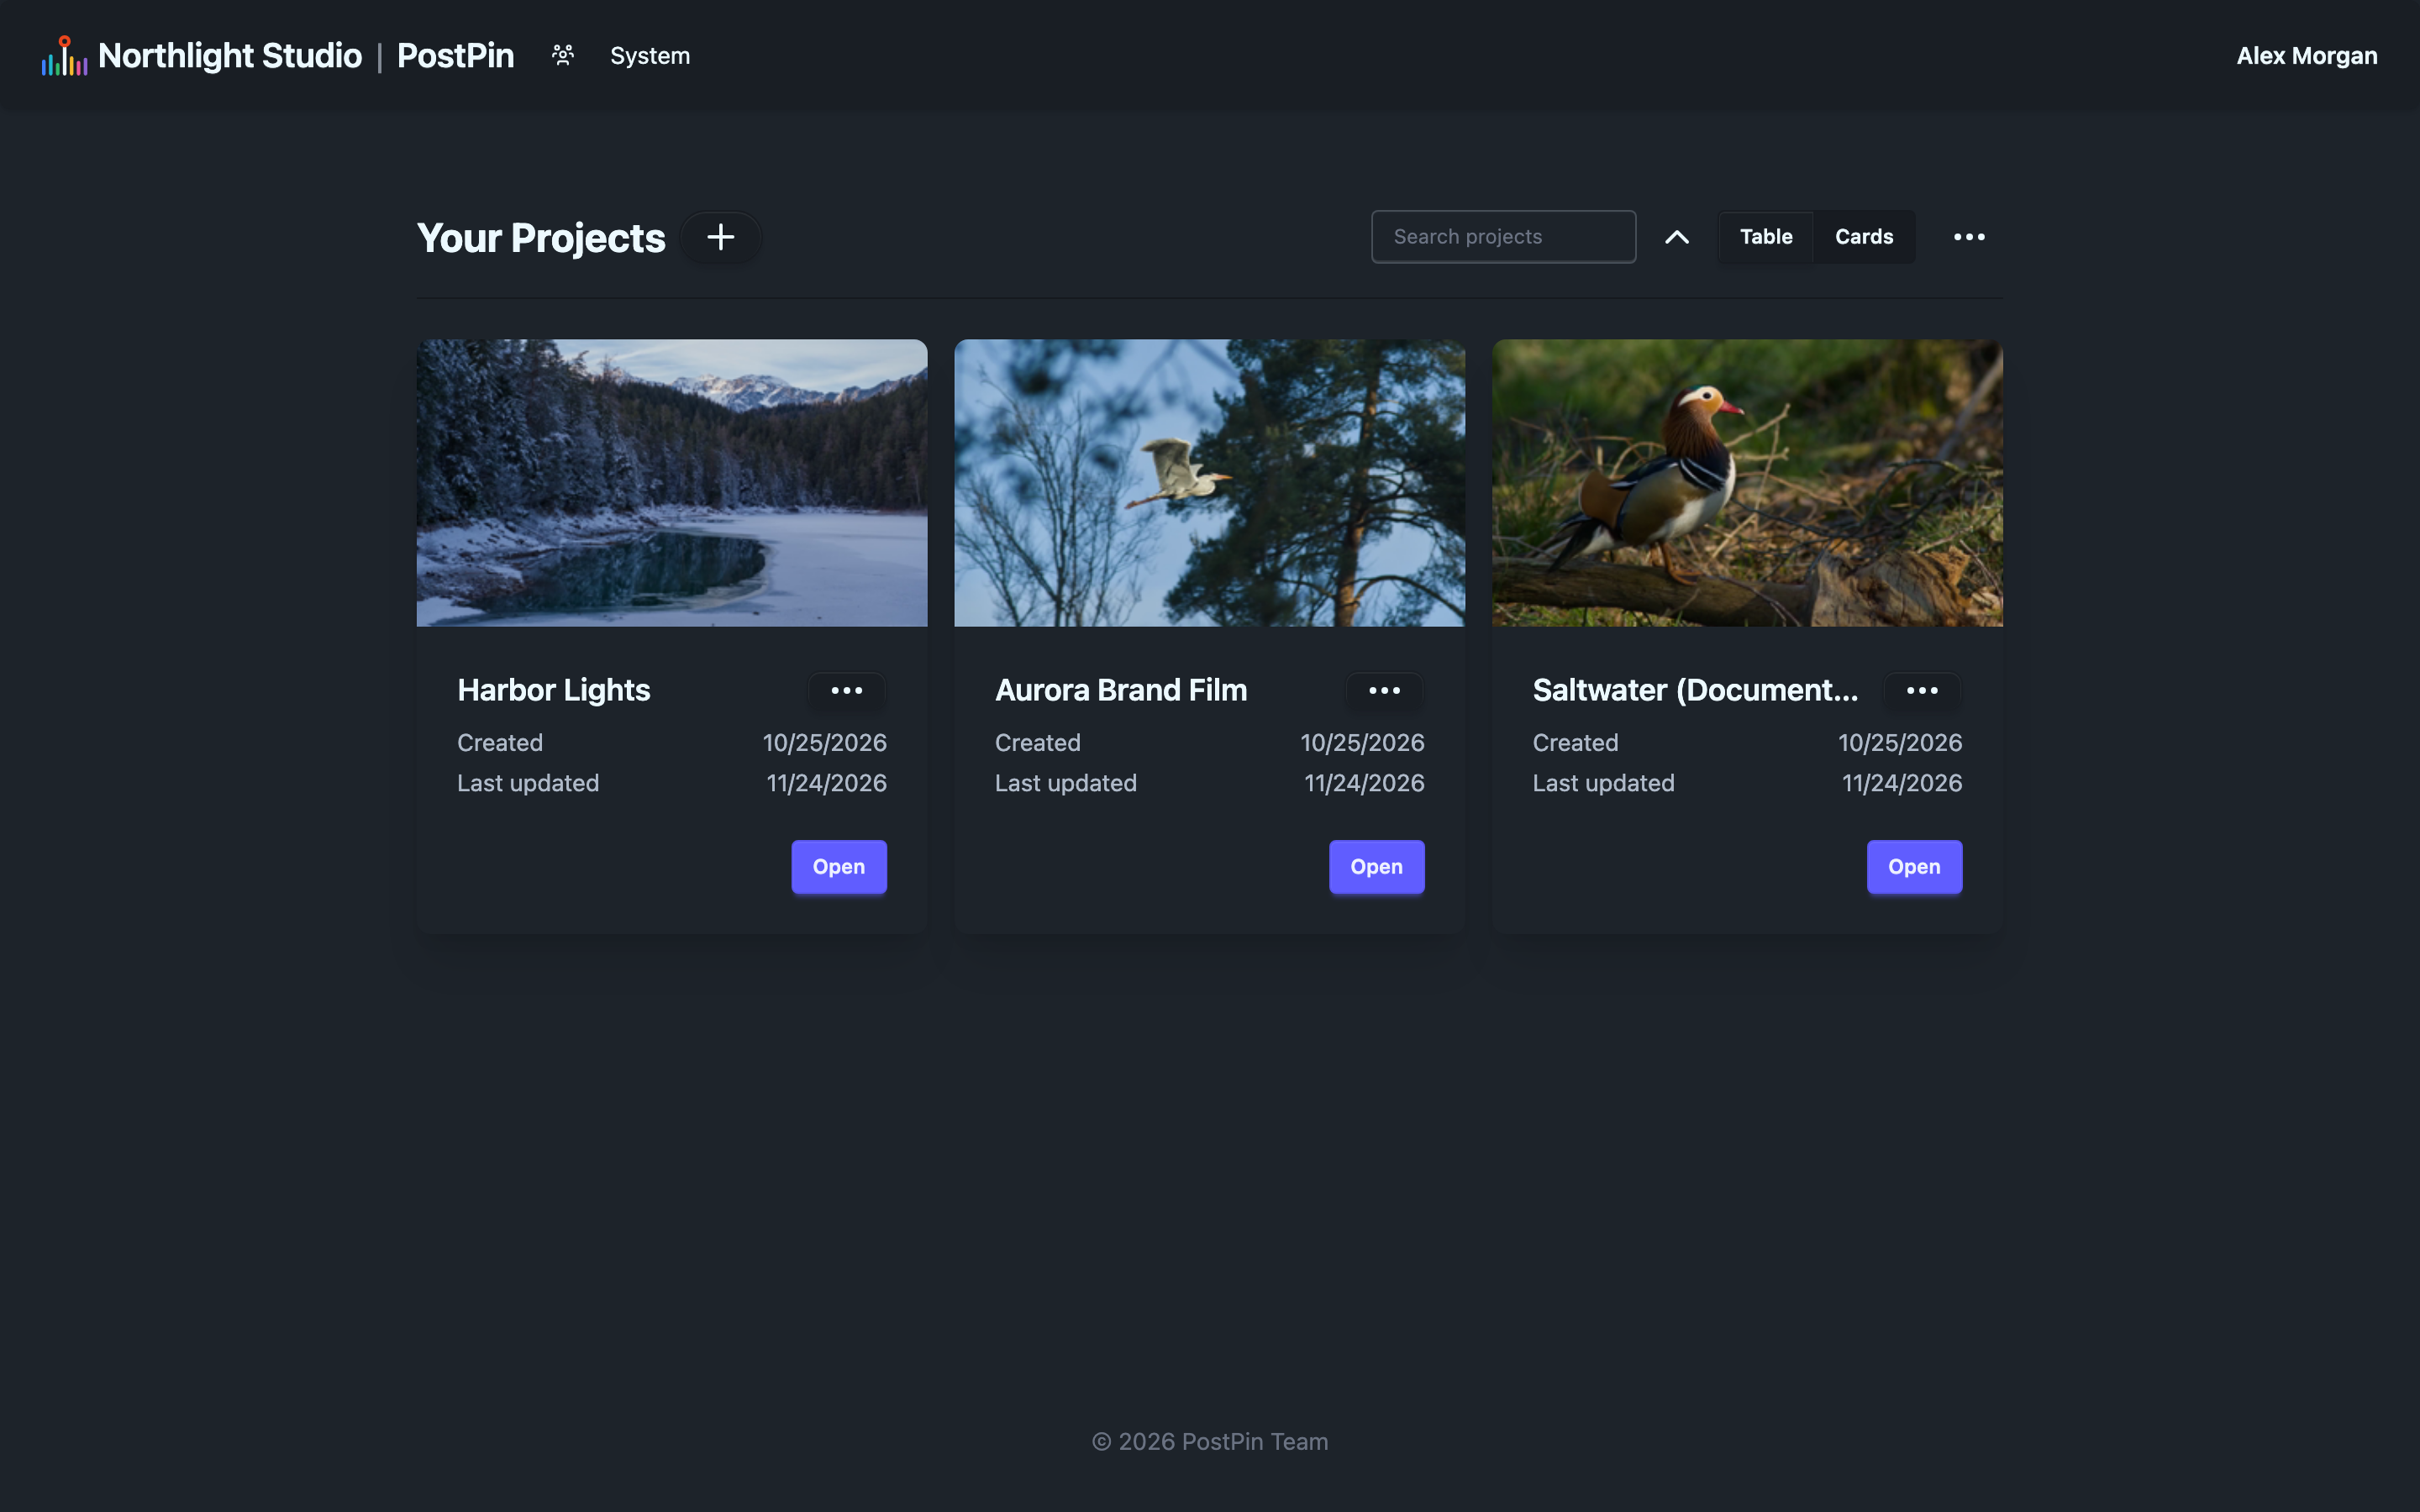 Northlight Studio | PostPin System Alex Morgan
Your Projects
Search projects Table Cards
Harbor Lights
Created 10/25/2026
Last updated 11/24/2026
Open
Aurora Brand Film
Created 10/25/2026
Last updated 11/24/2026
Open
Saltwater (Document...
Created 10/25/2026
Last updated 11/24/2026
Open
© 2026 PostPin Team